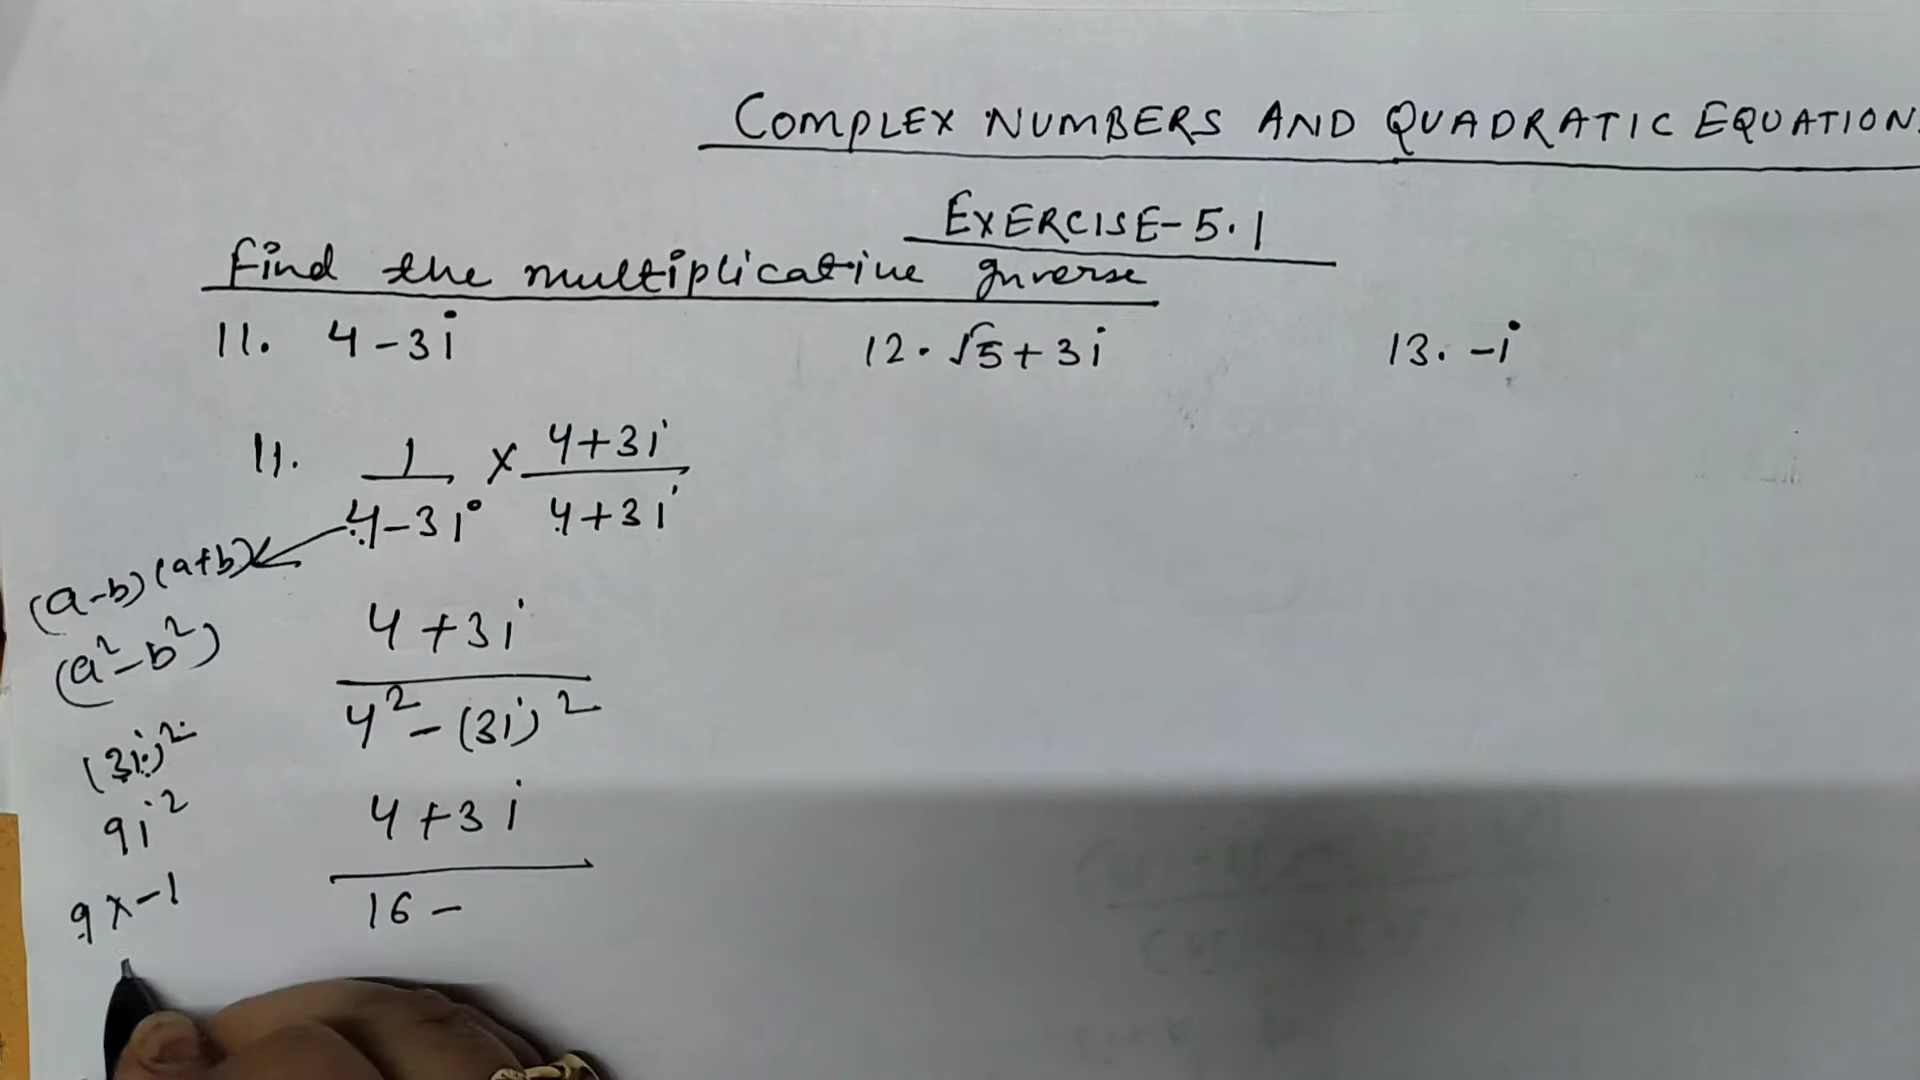 COMPLEX NUMBERS AND QUADRATIC EQUATION
EXERCISE-5.1
Find the multiplicative Inverse
11. 4-3i 12. √5+3i 13. -i
11. 1/(4-3i) × (4+3i)/(4+3i)
(a-b)(a+b)
(a²-b²)
4+3i
4²-(3i)²
(3i)²
9i²
9x-1
4+3i
16-